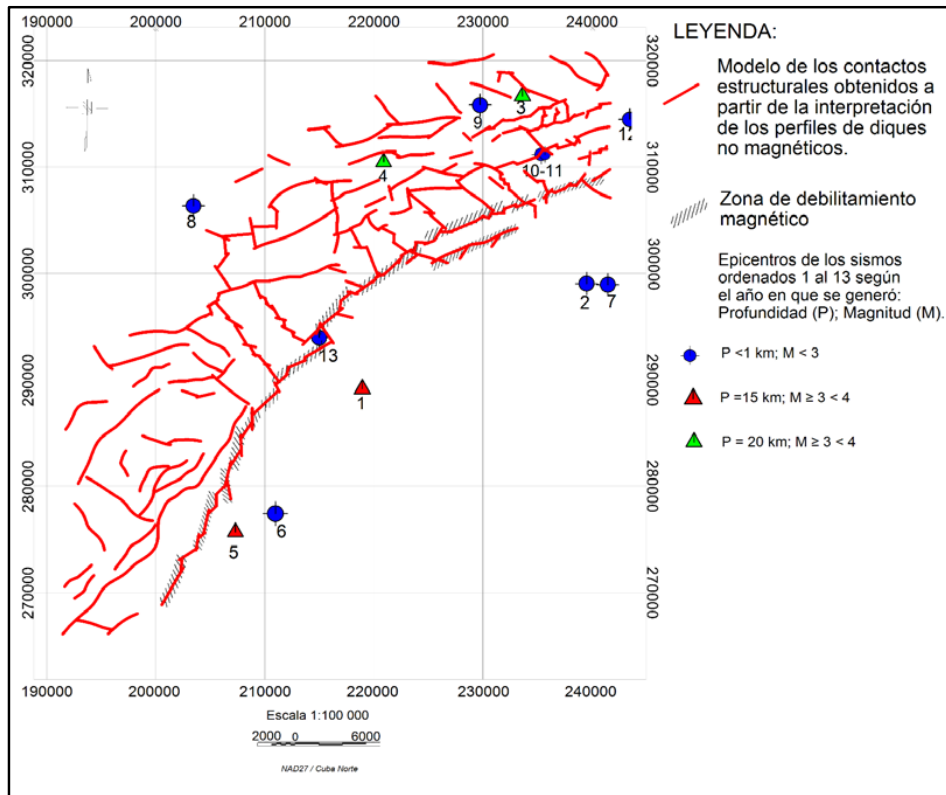 190000 200000 210000 220000 230000 240000
LEYENDA:
Modelo de los contactos
estructurales obtenidos a
partir de la interpretación
de los perfiles de diques
no magnéticos.
Zona de debilitamiento
magnético
Epicentros de los sismos
ordenados 1 al 13 según
el año en que se generó:
Profundidad (P); Magnitud (M).
P <1 km; M < 3
P =15 km; M ≥ 3 < 4
P = 20 km; M ≥ 3 < 4
320000 320000
310000 310000
300000 300000
290000 290000
280000 280000
270000 270000
9
3
12
4
10-11
8
2
7
13
1
6
5
190000 200000 210000 220000 230000 240000
Escala 1:100 000
2000 0 6000
NAD27 / Cuba Norte